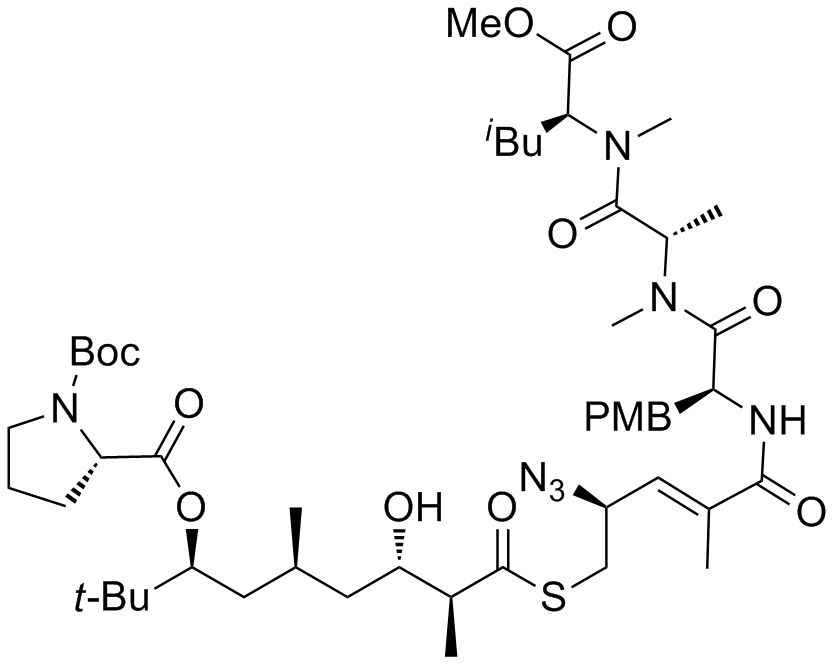 MeO O
iBu N
O
N O
Boc
N O PMB NH
N3
O OH O O
t-Bu S